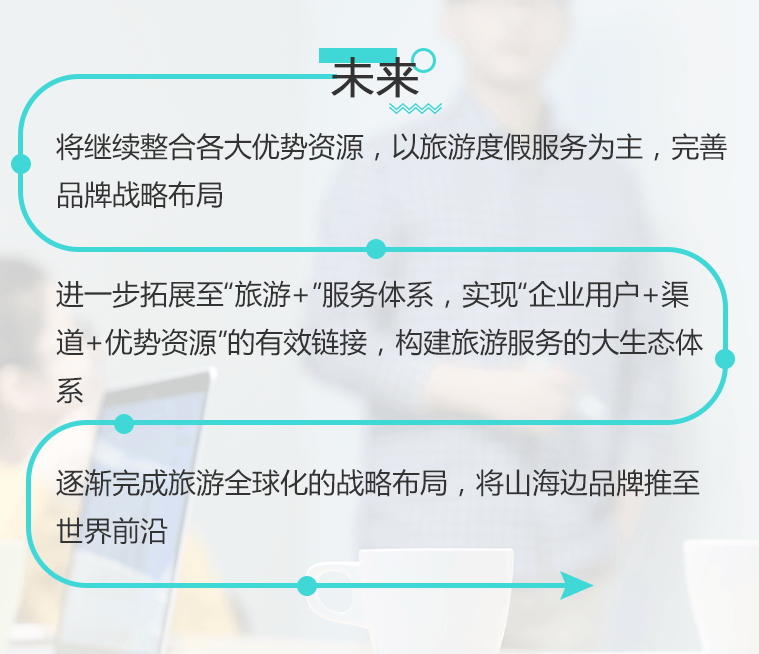 未来
将继续整合各大优势资源，以旅游度假服务为主，完善
品牌战略布局
进一步拓展至“旅游+“服务体系，实现“企业用户+渠
道+优势资源”的有效链接，构建旅游服务的大生态体
系
逐渐完成旅游全球化的战略布局，将山海边品牌推至
世界前沿